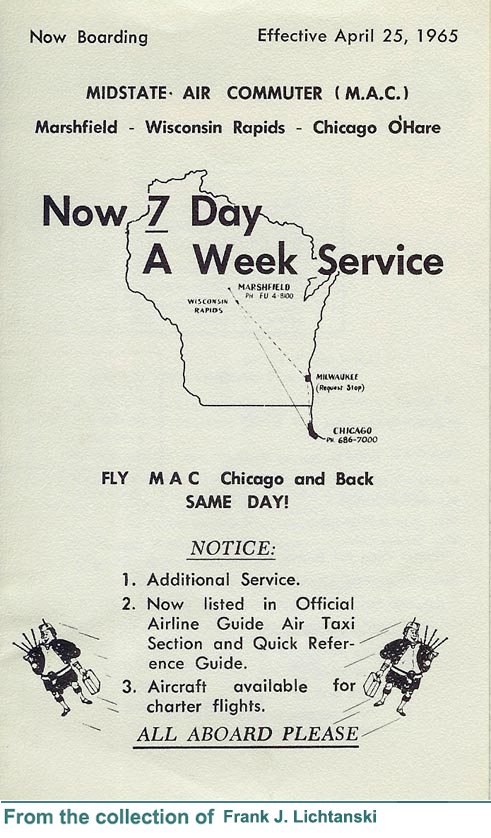 Now Boarding Effective April 25, 1965
MIDSTATE AIR COMMUTER (M.A.C.)
Marshfield - Wisconsin Rapids - Chicago O'Hare
Now 7 Day
A Week Service
MARSHFIELD
PH FU 4-8100
WISCONSIN
RAPIDS
MILWAUKEE
(Request Stop)
CHICAGO
PH. 686-7000
FLY M A C Chicago and Back
SAME DAY!
NOTICE:
1. Additional Service.
2. Now listed in Official
Airline Guide Air Taxi
Section and Quick Refer-
ence Guide.
3. Aircraft available for
charter flights.
ALL ABOARD PLEASE
From the collection of Frank J. Lichtanski